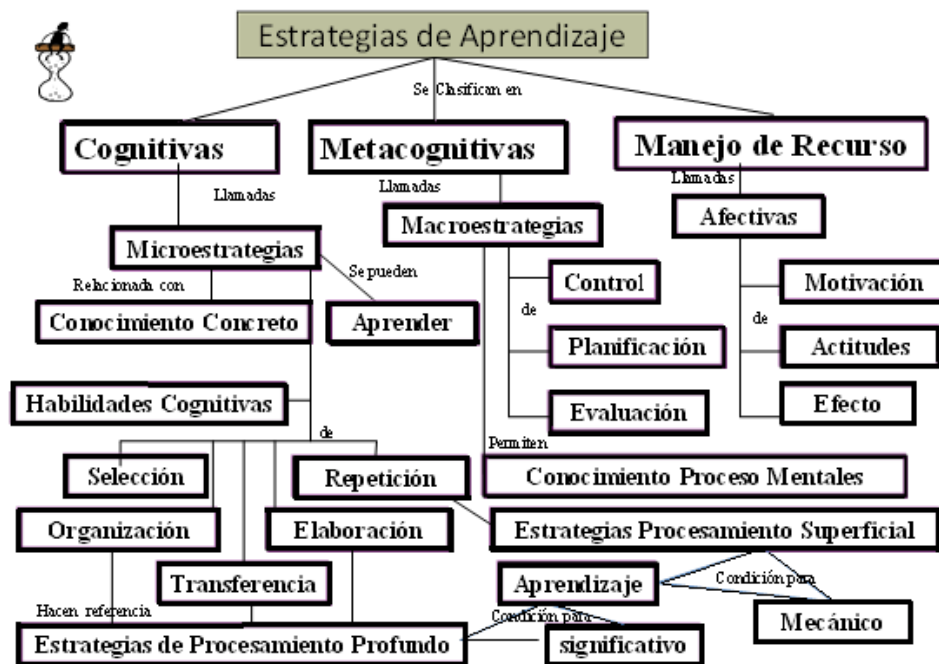 Estrategias de Aprendizaje
Se Clasifican en
Cognitivas
Metacognitivas
Manejo de Recurso
Llamadas
Llamadas
Llamadas
Microestrategias
Macroestrategias
Afectivas
Relacionada con
Se pueden
Conocimiento Concreto
Aprender
Control
de
Planificación
Evaluación
Motivación
de
Actitudes
Efecto
Habilidades Cognitivas
de
Permiten
Selección
Repetición
Conocimiento Proceso Mentales
Organización
Elaboración
Estrategias Procesamiento Superficial
Transferencia
Aprendizaje
Condición para
Hacen referencia
Condición para
Mecánico
Estrategias de Procesamiento Profundo
significativo